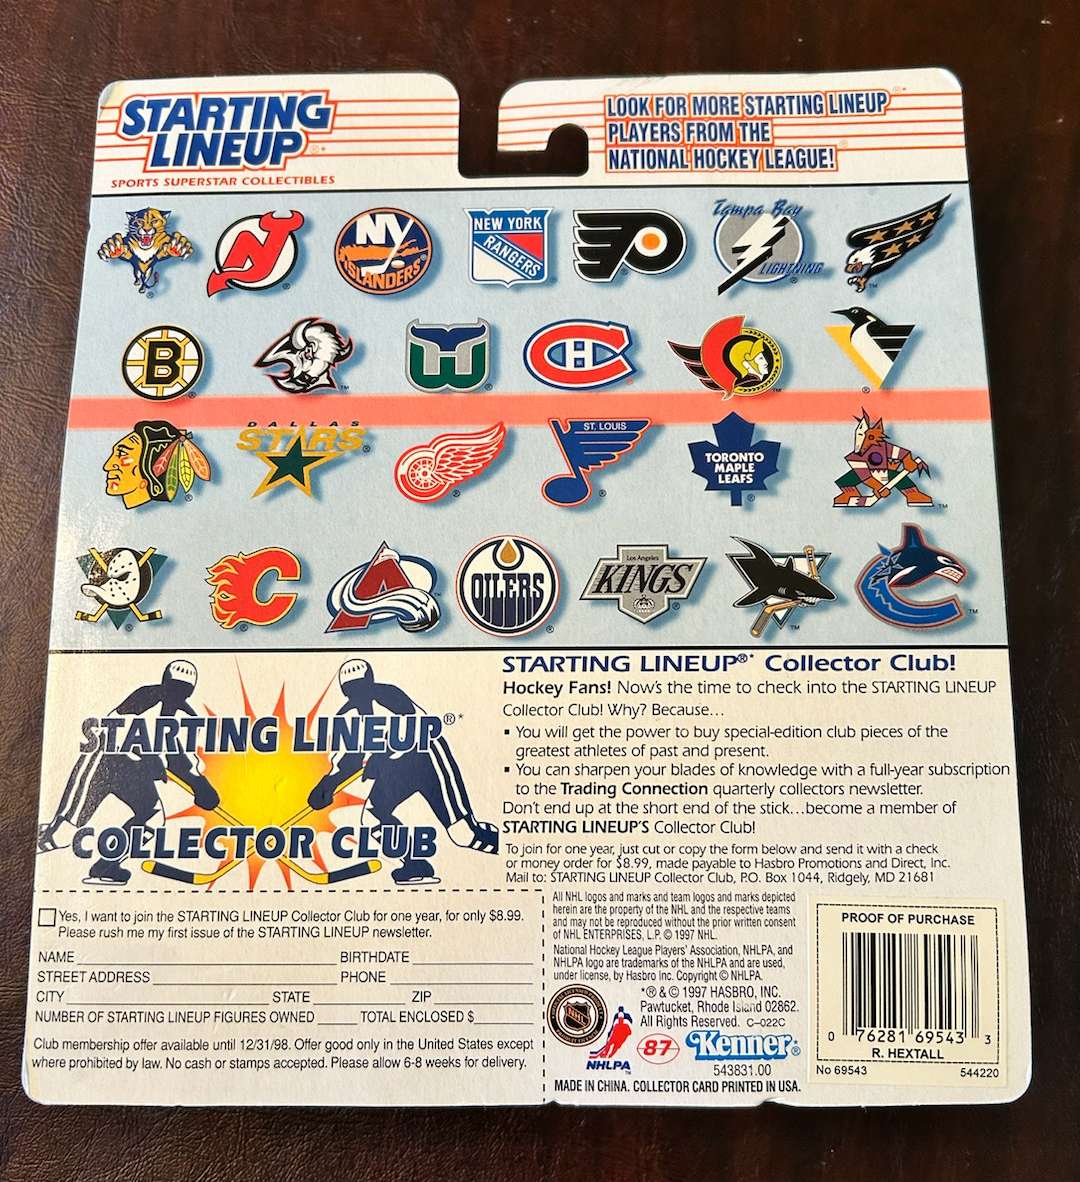 STARTING
LINEUP®*
SPORTS SUPERSTAR COLLECTIBLES
LOOK FOR MORE STARTING LINEUP®*
PLAYERS FROM THE
NATIONAL HOCKEY LEAGUE!
NY
ISLANDERS
NEW YORK
RANGERS
Tampa Bay
LIGHTNING
B
CH
DALLAS
STARS
ST. LOUIS
TORONTO
MAPLE
LEAFS
C
A
OILERS
Los Angeles
KINGS
STARTING LINEUP®*
COLLECTOR CLUB
STARTING LINEUP®* Collector Club!
Hockey Fans! Now's the time to check into the STARTING LINEUP
Collector Club! Why? Because...
▪ You will get the power to buy special-edition club pieces of the
greatest athletes of past and present.
▪ You can sharpen your blades of knowledge with a full-year subscription
to the Trading Connection quarterly collectors newsletter.
Don't end up at the short end of the stick...become a member of
STARTING LINEUP'S Collector Club!
To join for one year, just cut or copy the form below and send it with a check
or money order for $8.99, made payable to Hasbro Promotions and Direct, Inc.
Mail to: STARTING LINEUP Collector Club, P.O. Box 1044, Ridgely, MD 21681
Yes, I want to join the STARTING LINEUP Collector Club for one year, for only $8.99.
Please rush me my first issue of the STARTING LINEUP newsletter.
NAME BIRTHDATE
STREET ADDRESS PHONE
CITY STATE ZIP
NUMBER OF STARTING LINEUP FIGURES OWNED TOTAL ENCLOSED $
Club membership offer available until 12/31/98. Offer good only in the United States except
where prohibited by law. No cash or stamps accepted. Please allow 6-8 weeks for delivery.
All NHL logos and marks and team logos and marks depicted
herein are the property of the NHL and the respective teams
and may not be reproduced without the prior written consent
of NHL ENTERPRISES, L.P. © 1997 NHL.
National Hockey League Players' Association, NHLPA, and
NHLPA logo are trademarks of the NHLPA and are used,
under license, by Hasbro Inc. Copyright © NHLPA.
*® & © 1997 HASBRO, INC.
Pawtucket, Rhode Island 02862.
All Rights Reserved. C-022C
NHL
NHLPA
87
Kenner®
543831.00
MADE IN CHINA. COLLECTOR CARD PRINTED IN USA.
PROOF OF PURCHASE
0 76281 69543 3
R. HEXTALL
No 69543 544220